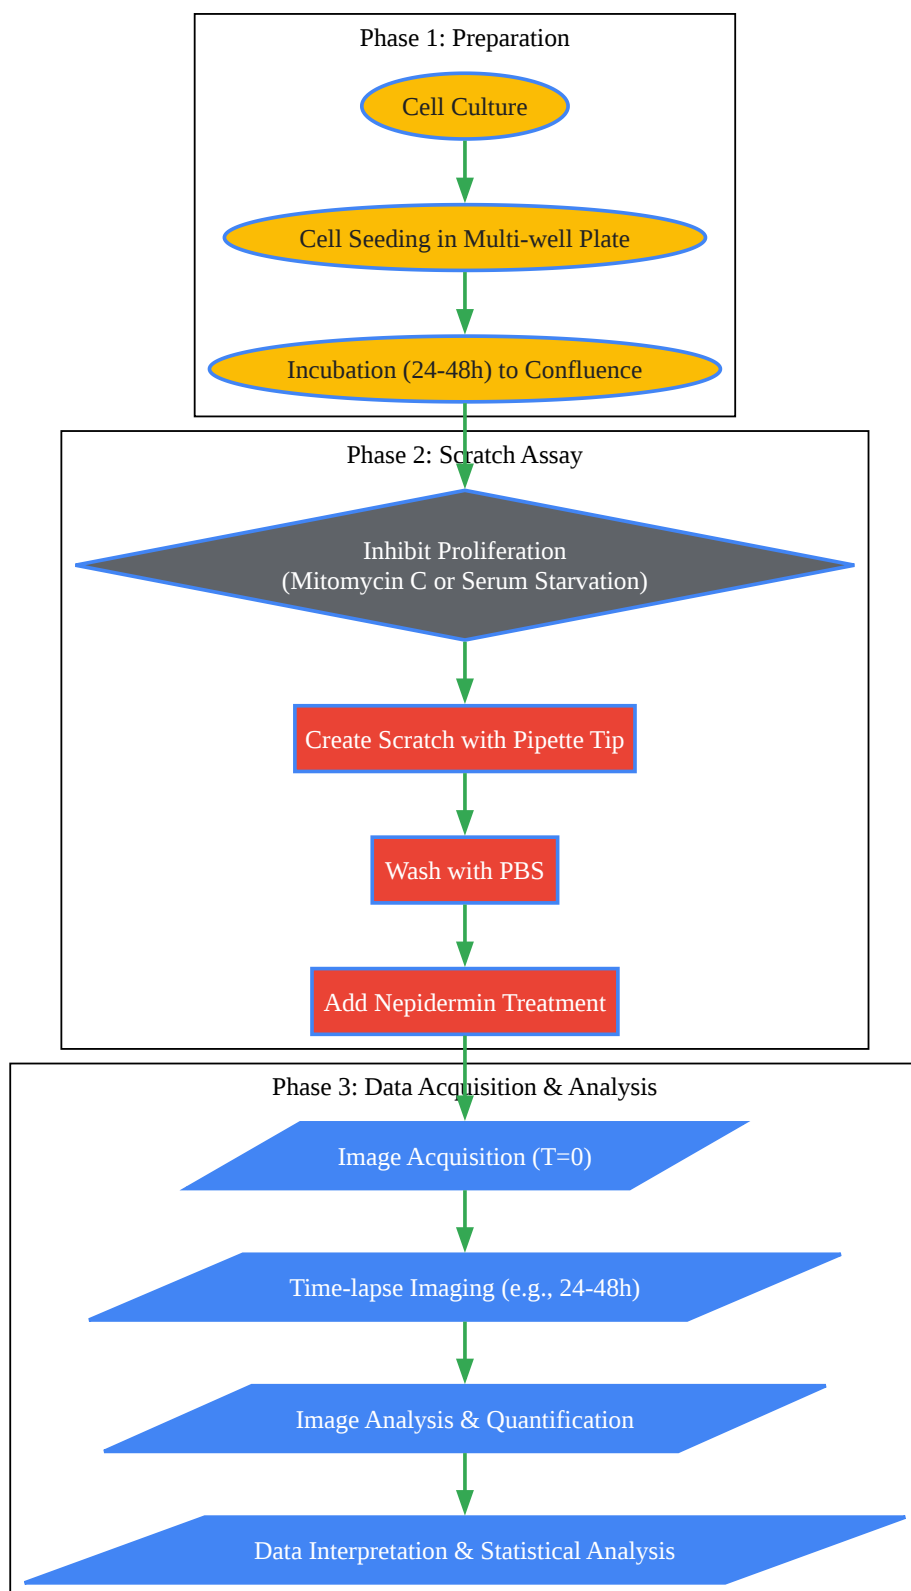 Phase 1: Preparation
Cell Culture
Cell Seeding in Multi-well Plate
Incubation (24-48h) to Confluence
Phase 2: Scratch Assay
Inhibit Proliferation
(Mitomycin C or Serum Starvation)
Create Scratch with Pipette Tip
Wash with PBS
Add Nepidermin Treatment
Phase 3: Data Acquisition & Analysis
Image Acquisition (T=0)
Time-lapse Imaging (e.g., 24-48h)
Image Analysis & Quantification
Data Interpretation & Statistical Analysis